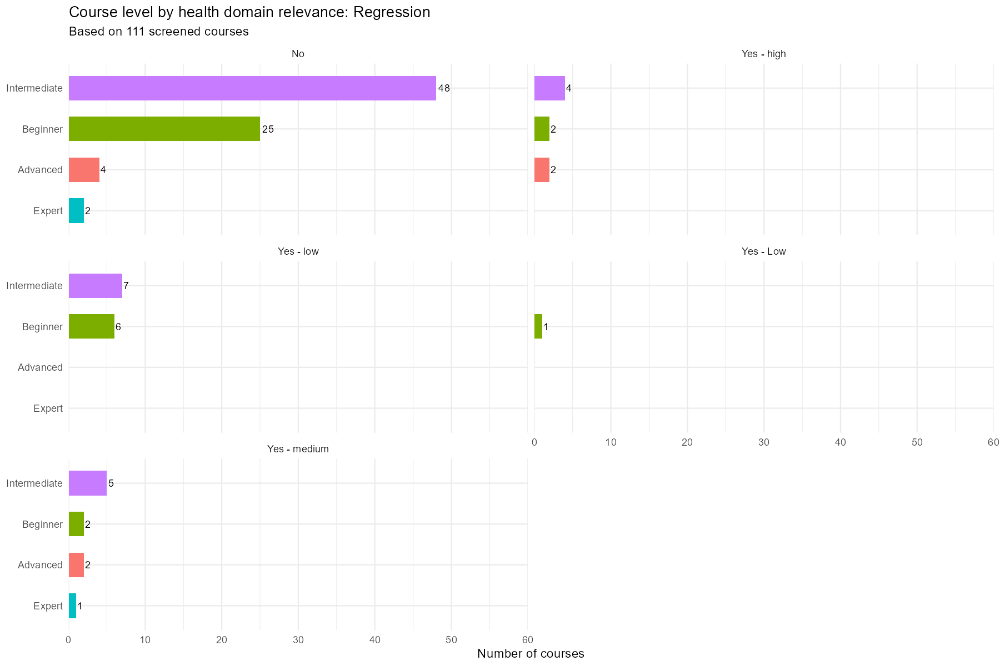 Course level by health domain relevance: Regression
Based on 111 screened courses
No
Yes - high
Intermediate 48 4
Beginner 25 2
Advanced 4 2
Expert 2
Yes - low
Yes - Low
Intermediate 7
Beginner 6 1
Advanced
Expert
0 10 20 30 40 50 60
Yes - medium
Intermediate 5
Beginner 2
Advanced 2
Expert 1
0 10 20 30 40 50 60
Number of courses